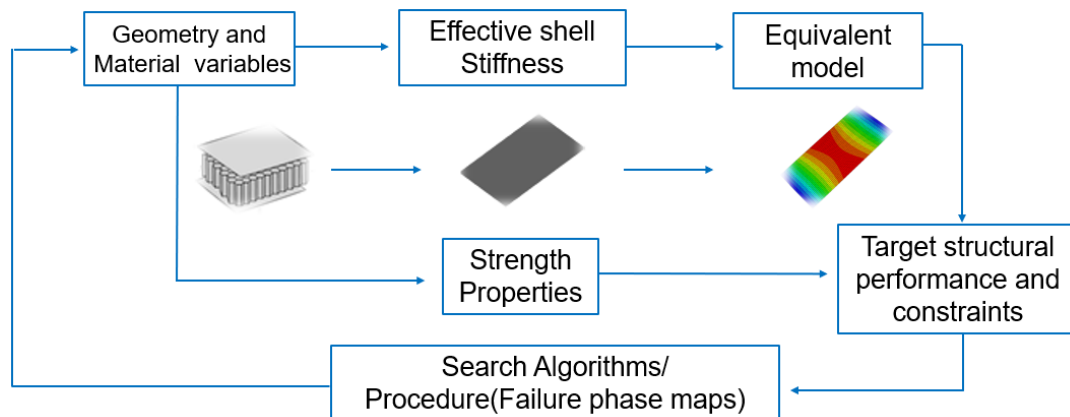 Geometry and
Material variables
Effective shell
Stiffness
Equivalent
model
Strength
Properties
Target structural
performance and
constraints
Search Algorithms/
Procedure(Failure phase maps)